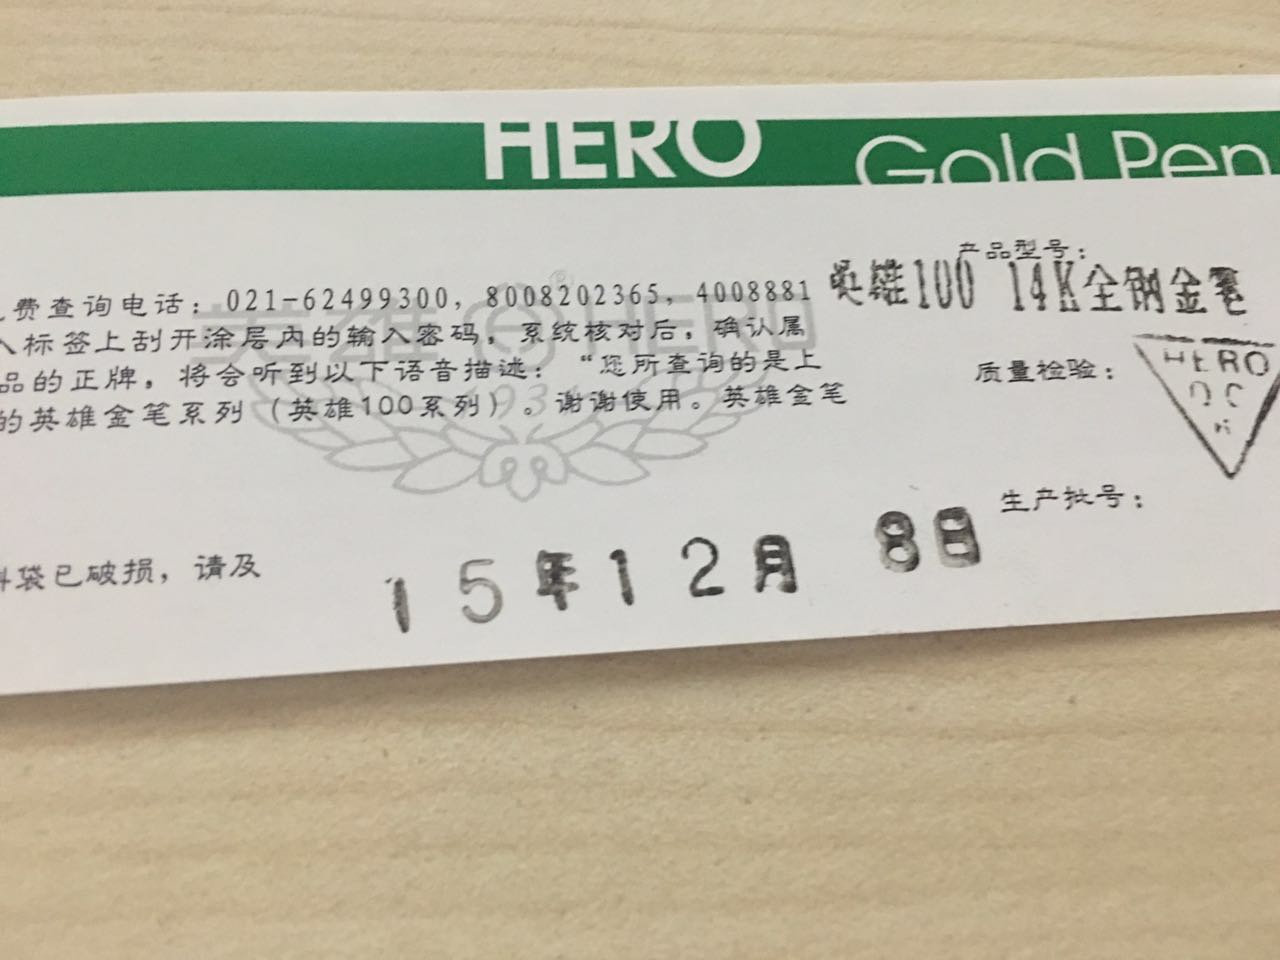 HERO
Gold Pen
产品型号：
英雄100 14K全钢金笔
费查询电话：021-62499300，8008202365，4008881
标签上刮开涂层内的输入密码，系统核对后，确认属
品的正牌，将会听到以下语音描述：“您所查询的是上
的英雄金笔系列（英雄100系列）。谢谢使用。英雄金笔
质量检验：
HERO
QC
生产批号：
袋已破损，请及
15年12月 8日
英雄 HERO
®